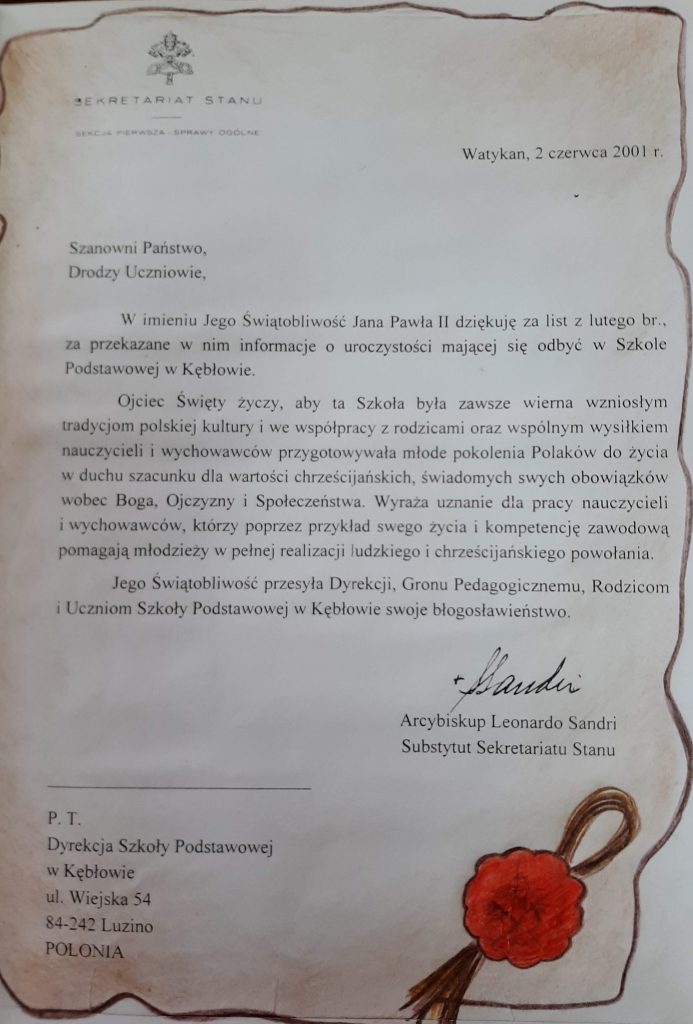 SEKRETARIAT STANU
SEKCJA PIERWSZA - SPRAWY OGÓLNE
Watykan, 2 czerwca 2001 r.
Szanowni Państwo,
Drodzy Uczniowie,
W imieniu Jego Świątobliwość Jana Pawła II dziękuję za list z lutego br.,
za przekazane w nim informacje o uroczystości mającej się odbyć w Szkole
Podstawowej w Kębłowie.
Ojciec Święty życzy, aby ta Szkoła była zawsze wierna wzniosłym
tradycjom polskiej kultury i we współpracy z rodzicami oraz wspólnym wysiłkiem
nauczycieli i wychowawców przygotowywała młode pokolenia Polaków do życia
w duchu szacunku dla wartości chrześcijańskich, świadomych swych obowiązków
wobec Boga, Ojczyzny i Społeczeństwa. Wyraża uznanie dla pracy nauczycieli
i wychowawców, którzy poprzez przykład swego życia i kompetencję zawodową
pomagają młodzieży w pełnej realizacji ludzkiego i chrześcijańskiego powołania.
Jego Świątobliwość przesyła Dyrekcji, Gronu Pedagogicznemu, Rodzicom
i Uczniom Szkoły Podstawowej w Kębłowie swoje błogosławieństwo.
+ Sandri
Arcybiskup Leonardo Sandri
Substytut Sekretariatu Stanu
P. T.
Dyrekcja Szkoły Podstawowej
w Kębłowie
ul. Wiejska 54
84-242 Luzino
POLONIA